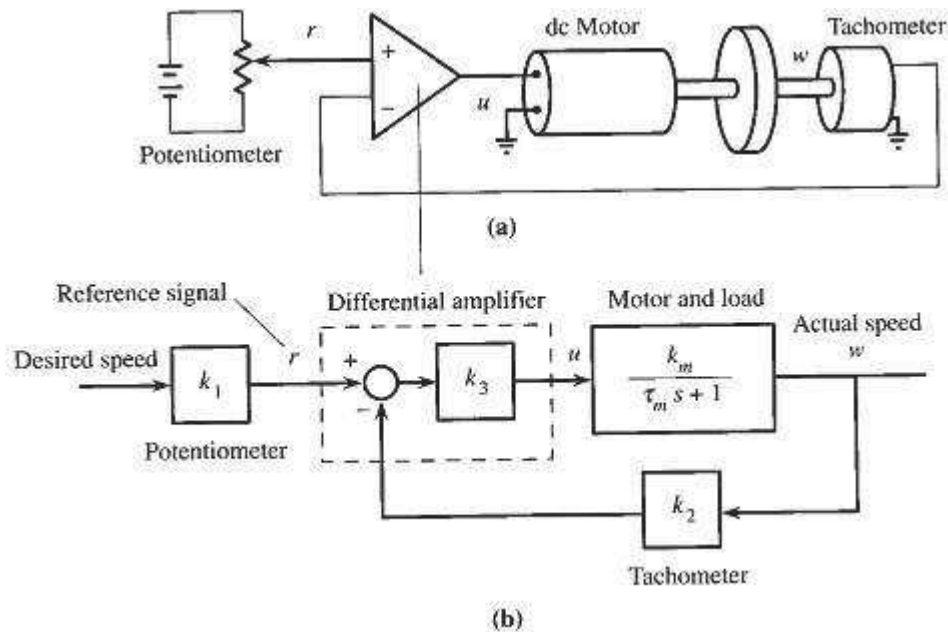 r
dc Motor
Tachometer
+
−
u
w
Potentiometer
(a)
Reference signal
Differential amplifier
Motor and load
Actual speed
w
Desired speed
k₁
r
+
−
k₃
u
kₘ
τₘ s + 1
Potentiometer
k₂
Tachometer
(b)